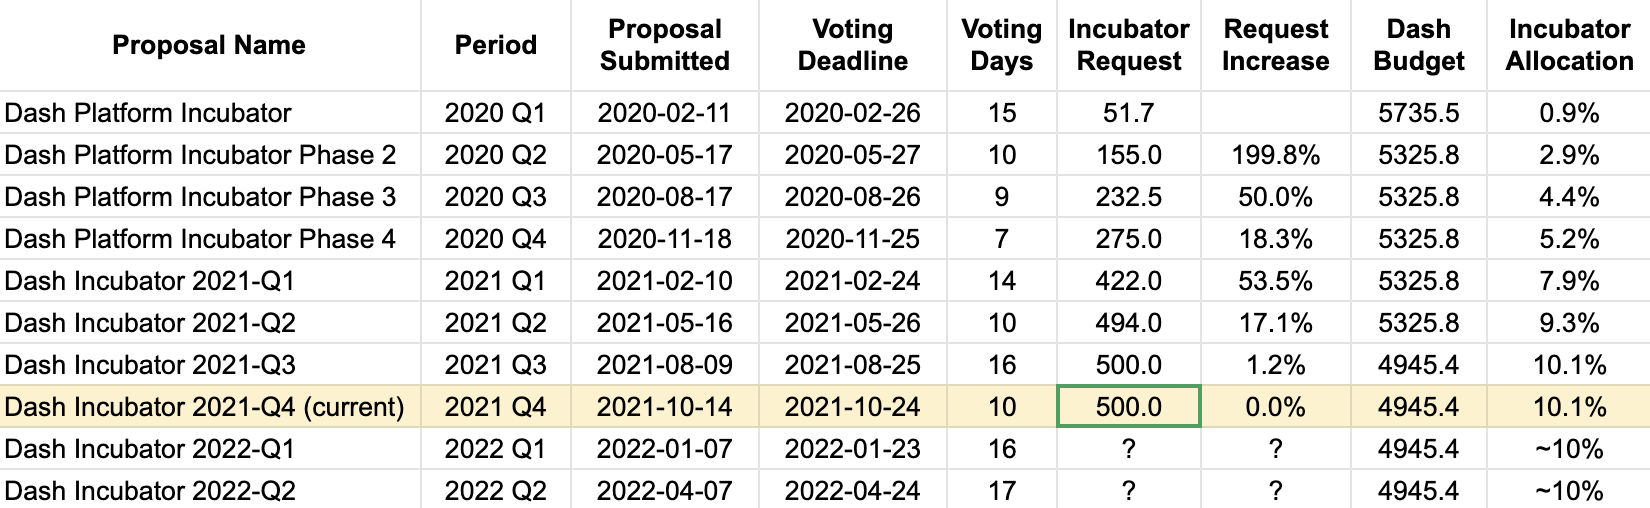 Proposal Name Period Proposal Submitted Voting Deadline Voting Days Incubator Request Request Increase Dash Budget Incubator Allocation
Dash Platform Incubator 2020 Q1 2020-02-11 2020-02-26 15 51.7 5735.5 0.9%
Dash Platform Incubator Phase 2 2020 Q2 2020-05-17 2020-05-27 10 155.0 199.8% 5325.8 2.9%
Dash Platform Incubator Phase 3 2020 Q3 2020-08-17 2020-08-26 9 232.5 50.0% 5325.8 4.4%
Dash Platform Incubator Phase 4 2020 Q4 2020-11-18 2020-11-25 7 275.0 18.3% 5325.8 5.2%
Dash Incubator 2021-Q1 2021 Q1 2021-02-10 2021-02-24 14 422.0 53.5% 5325.8 7.9%
Dash Incubator 2021-Q2 2021 Q2 2021-05-16 2021-05-26 10 494.0 17.1% 5325.8 9.3%
Dash Incubator 2021-Q3 2021 Q3 2021-08-09 2021-08-25 16 500.0 1.2% 4945.4 10.1%
Dash Incubator 2021-Q4 (current) 2021 Q4 2021-10-14 2021-10-24 10 500.0 0.0% 4945.4 10.1%
Dash Incubator 2022-Q1 2022 Q1 2022-01-07 2022-01-23 16 ? ? 4945.4 ~10%
Dash Incubator 2022-Q2 2022 Q2 2022-04-07 2022-04-24 17 ? ? 4945.4 ~10%